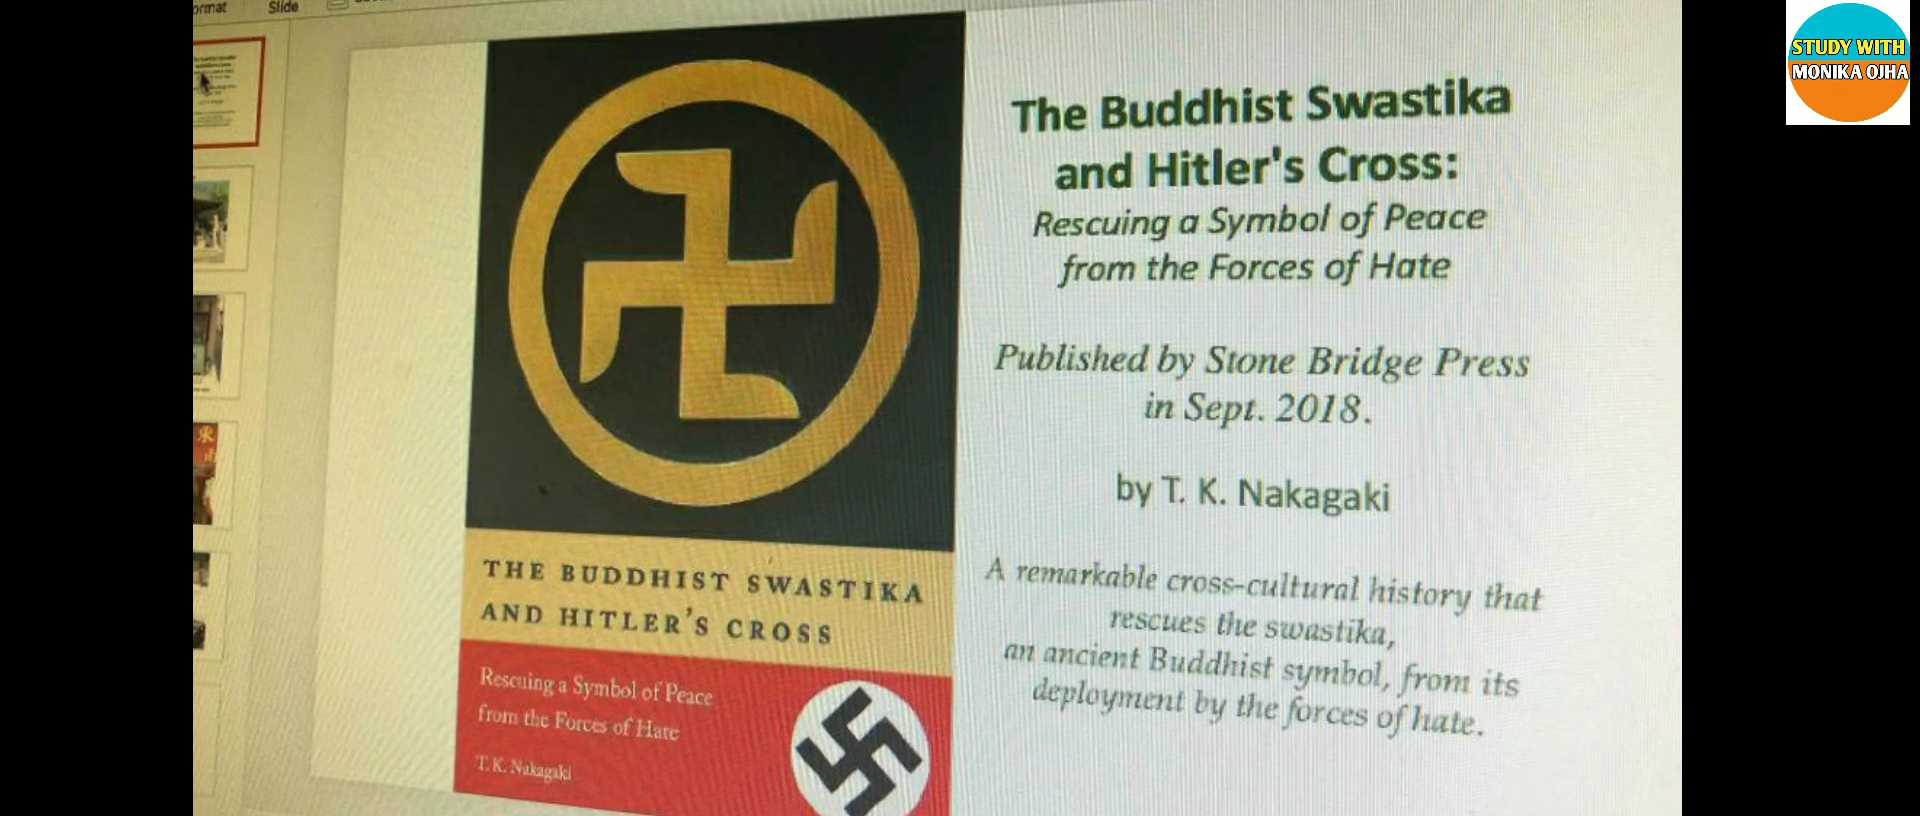 Slide
STUDY WITH
MONIKA OJHA
The Buddhist Swastika
and Hitler's Cross:
Rescuing a Symbol of Peace
from the Forces of Hate
Published by Stone Bridge Press
in Sept. 2018.
by T. K. Nakagaki
A remarkable cross-cultural history that
rescues the swastika,
an ancient Buddhist symbol, from its
deployment by the forces of hate.
THE BUDDHIST SWASTIKA
AND HITLER'S CROSS
Rescuing a Symbol of Peace
from the Forces of Hate
T. K. Nakagaki